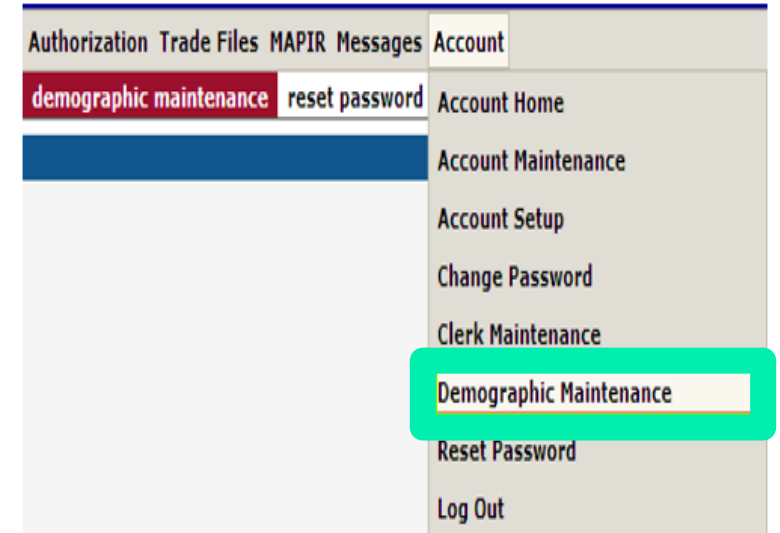 Authorization Trade Files MAPIR Messages Account
demographic maintenance reset password
Account Home
Account Maintenance
Account Setup
Change Password
Clerk Maintenance
Demographic Maintenance
Reset Password
Log Out